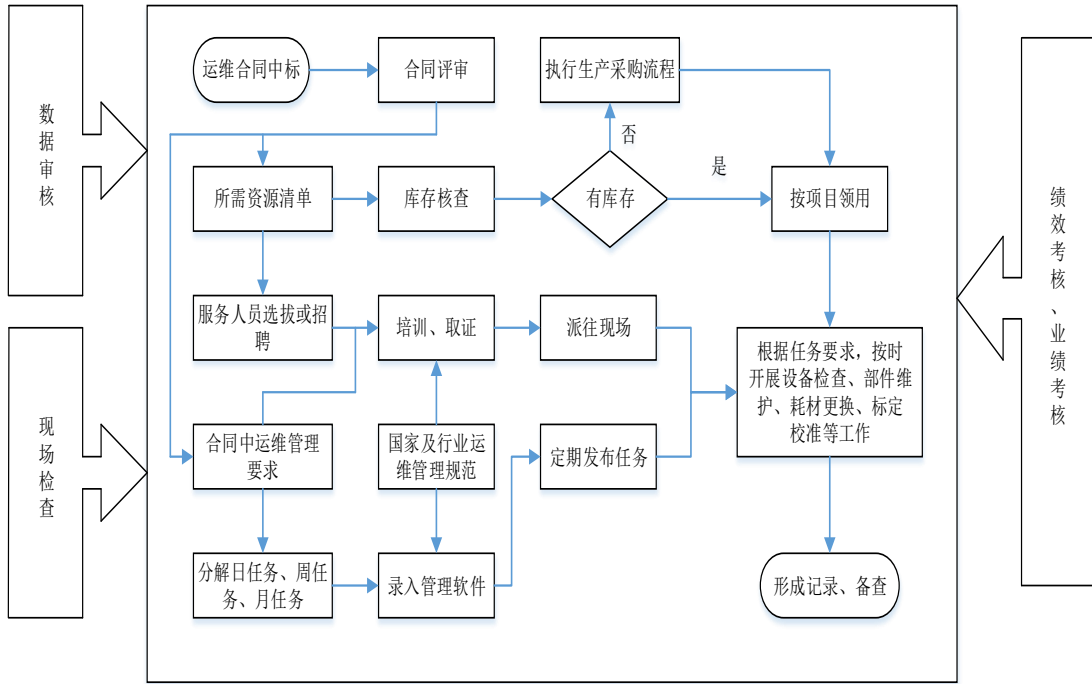 数
据
审
核
现
场
检
查
运维合同中标
合同评审
执行生产采购流程
否
是
所需资源清单
库存核查
有库存
按项目领用
服务人员选拔或招
聘
培训、取证
派往现场
根据任务要求，按时
开展设备检查、部件维
护、耗材更换、标定
校准等工作
合同中运维管理
要求
国家及行业运
维管理规范
定期发布任务
分解日任务、周任
务、月任务
录入管理软件
形成记录、备查
绩
效
考
核
、
业
绩
考
核